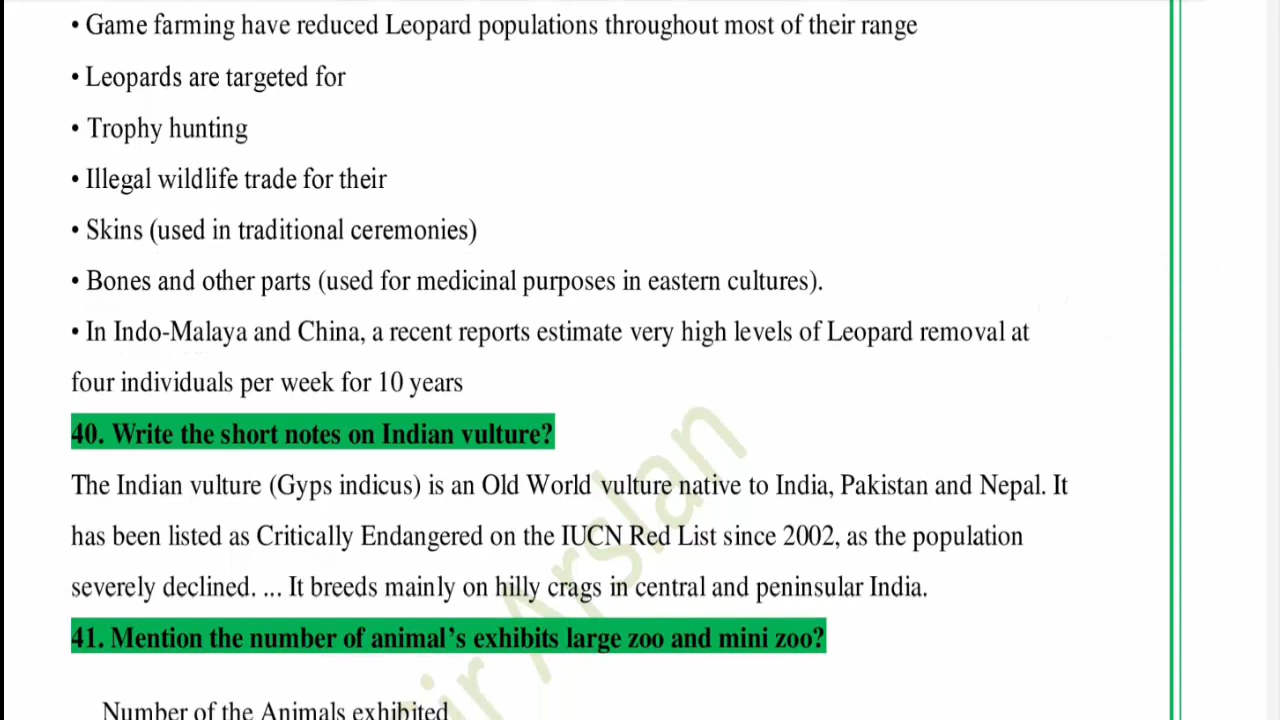 • Game farming have reduced Leopard populations throughout most of their range
• Leopards are targeted for
• Trophy hunting
• Illegal wildlife trade for their
• Skins (used in traditional ceremonies)
• Bones and other parts (used for medicinal purposes in eastern cultures).
• In Indo-Malaya and China, a recent reports estimate very high levels of Leopard removal at
four individuals per week for 10 years
40. Write the short notes on Indian vulture?
The Indian vulture (Gyps indicus) is an Old World vulture native to India, Pakistan and Nepal. It
has been listed as Critically Endangered on the IUCN Red List since 2002, as the population
severely declined. ... It breeds mainly on hilly crags in central and peninsular India.
41. Mention the number of animal’s exhibits large zoo and mini zoo?
Number of the Animals exhibited
Arslan